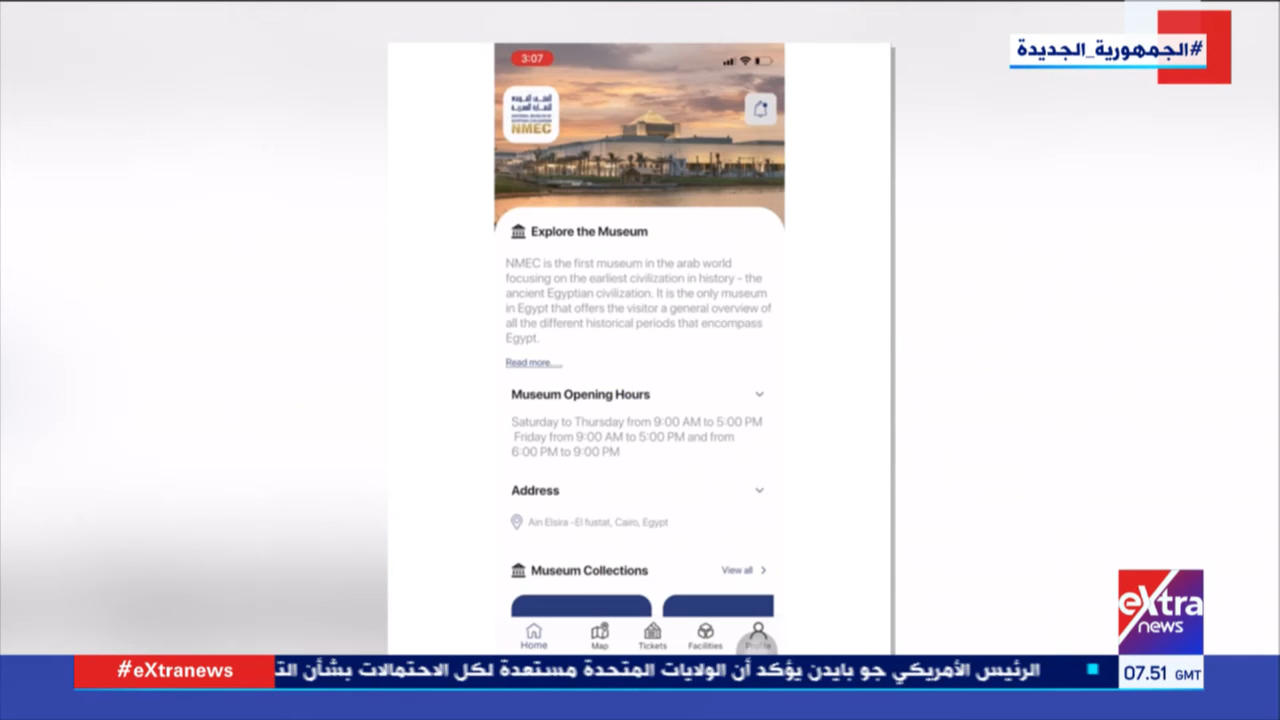 #الجمهورية_الجديدة
3:07
NMEC
Explore the Museum
NMEC is the first museum in the arab world
focusing on the earliest civilization in history - the
ancient Egyptian civilization. It is the only museum
in Egypt that offers the visitor a general overview of
all the different historical periods that encompass
Egypt.
Read more.....
Museum Opening Hours
Saturday to Thursday from 9:00 AM to 5:00 PM
Friday from 9:00 AM to 5:00 PM and from
6:00 PM to 9:00 PM
Address
Ain Elsira -El fustat, Cairo, Egypt
Museum Collections
View all
Home
Map
Tickets
Facilities
Profile
eXtra
news
#eXtranews
الرئيس الأمريكي جو بايدن يؤكد أن الولايات المتحدة مستعدة لكل الاحتمالات بشأن
07.51 GMT